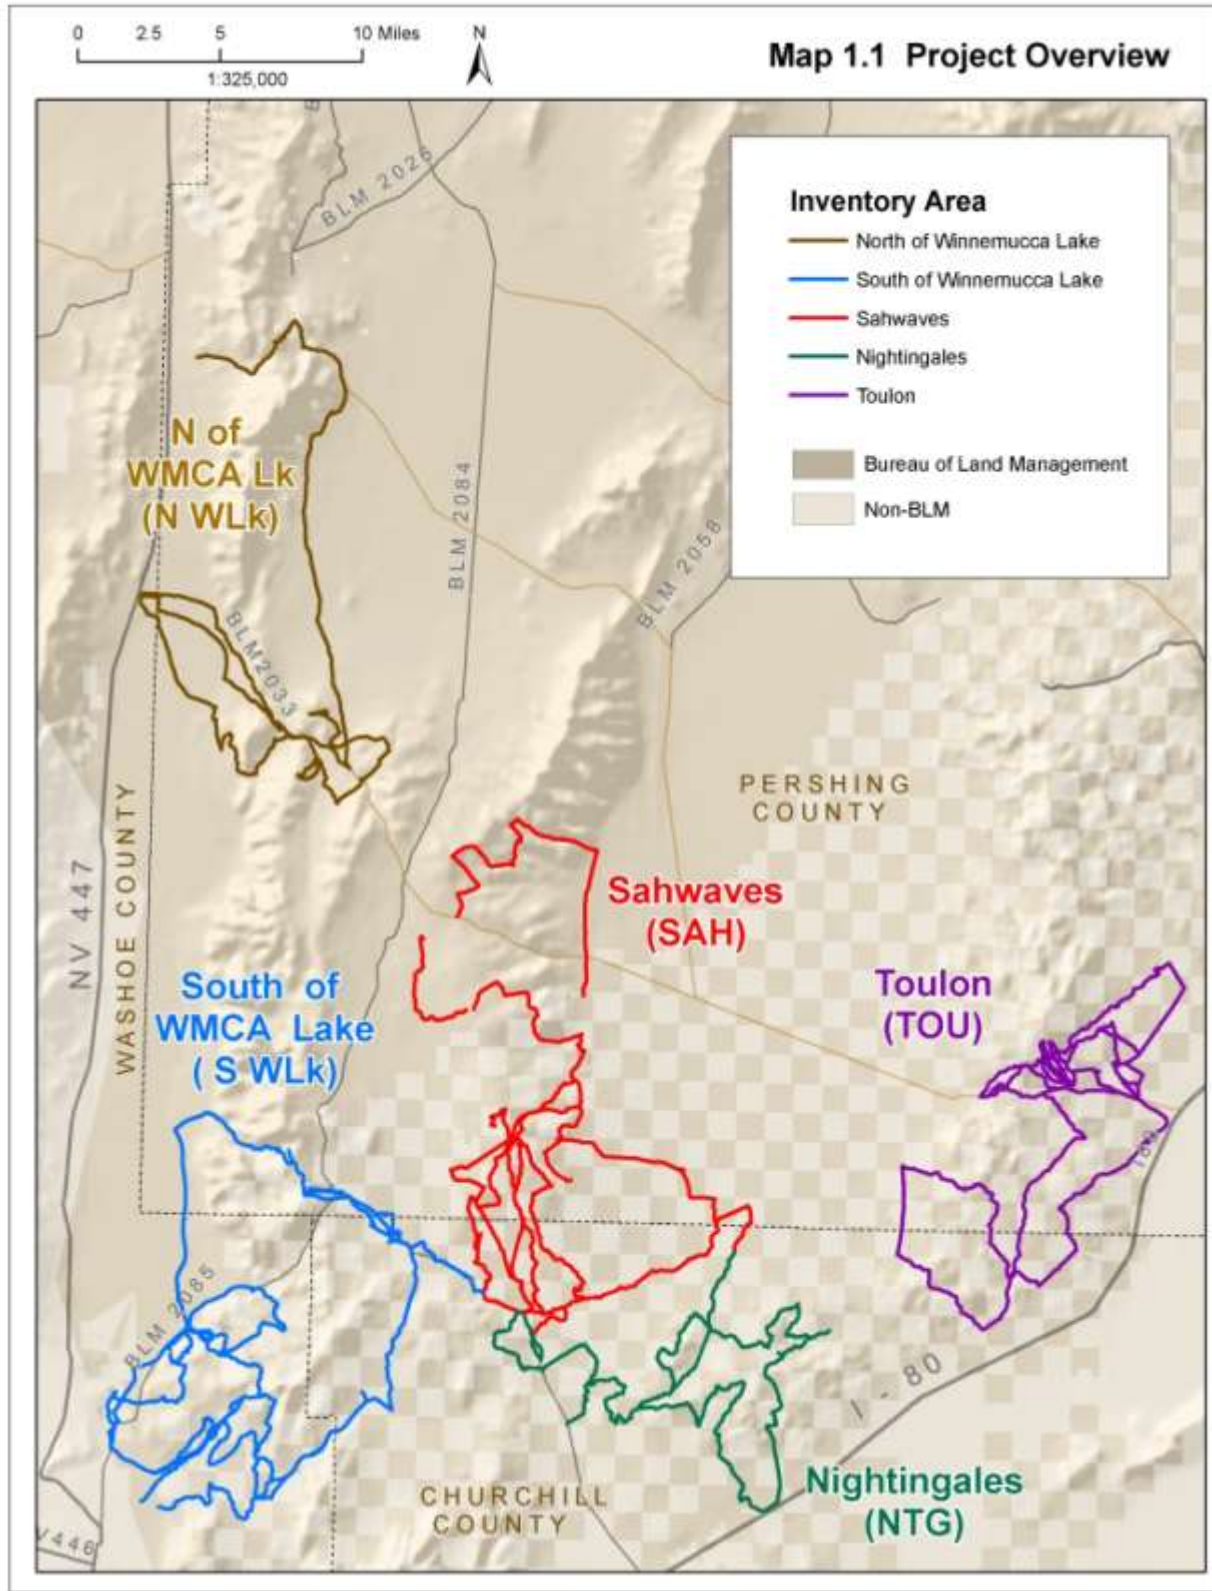 0 2.5 5 10 Miles
1:325,000
N
Map 1.1 Project Overview
Inventory Area
North of Winnemucca Lake
South of Winnemucca Lake
Sahwaves
Nightingales
Toulon
Bureau of Land Management
Non-BLM
BLM 2026
N of
WMCA Lk
(N WLk)
BLM 2084
BLM 2058
BLM2033
PERSHING
COUNTY
WASHOE COUNTY
NV 447
Sahwaves
(SAH)
South of
WMCA Lake
( S WLk)
Toulon
(TOU)
I 80
BLM 2085
I - 80
Nightingales
(NTG)
CHURCHILL
COUNTY
V 446